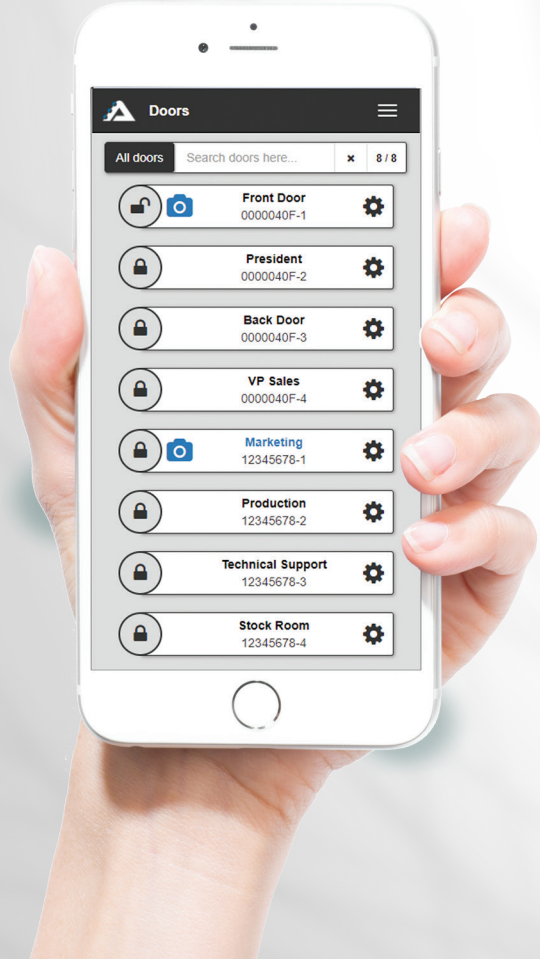 Doors
All doors Search doors here... × 8 / 8
Front Door
0000040F-1
President
0000040F-2
Back Door
0000040F-3
VP Sales
0000040F-4
Marketing
12345678-1
Production
12345678-2
Technical Support
12345678-3
Stock Room
12345678-4